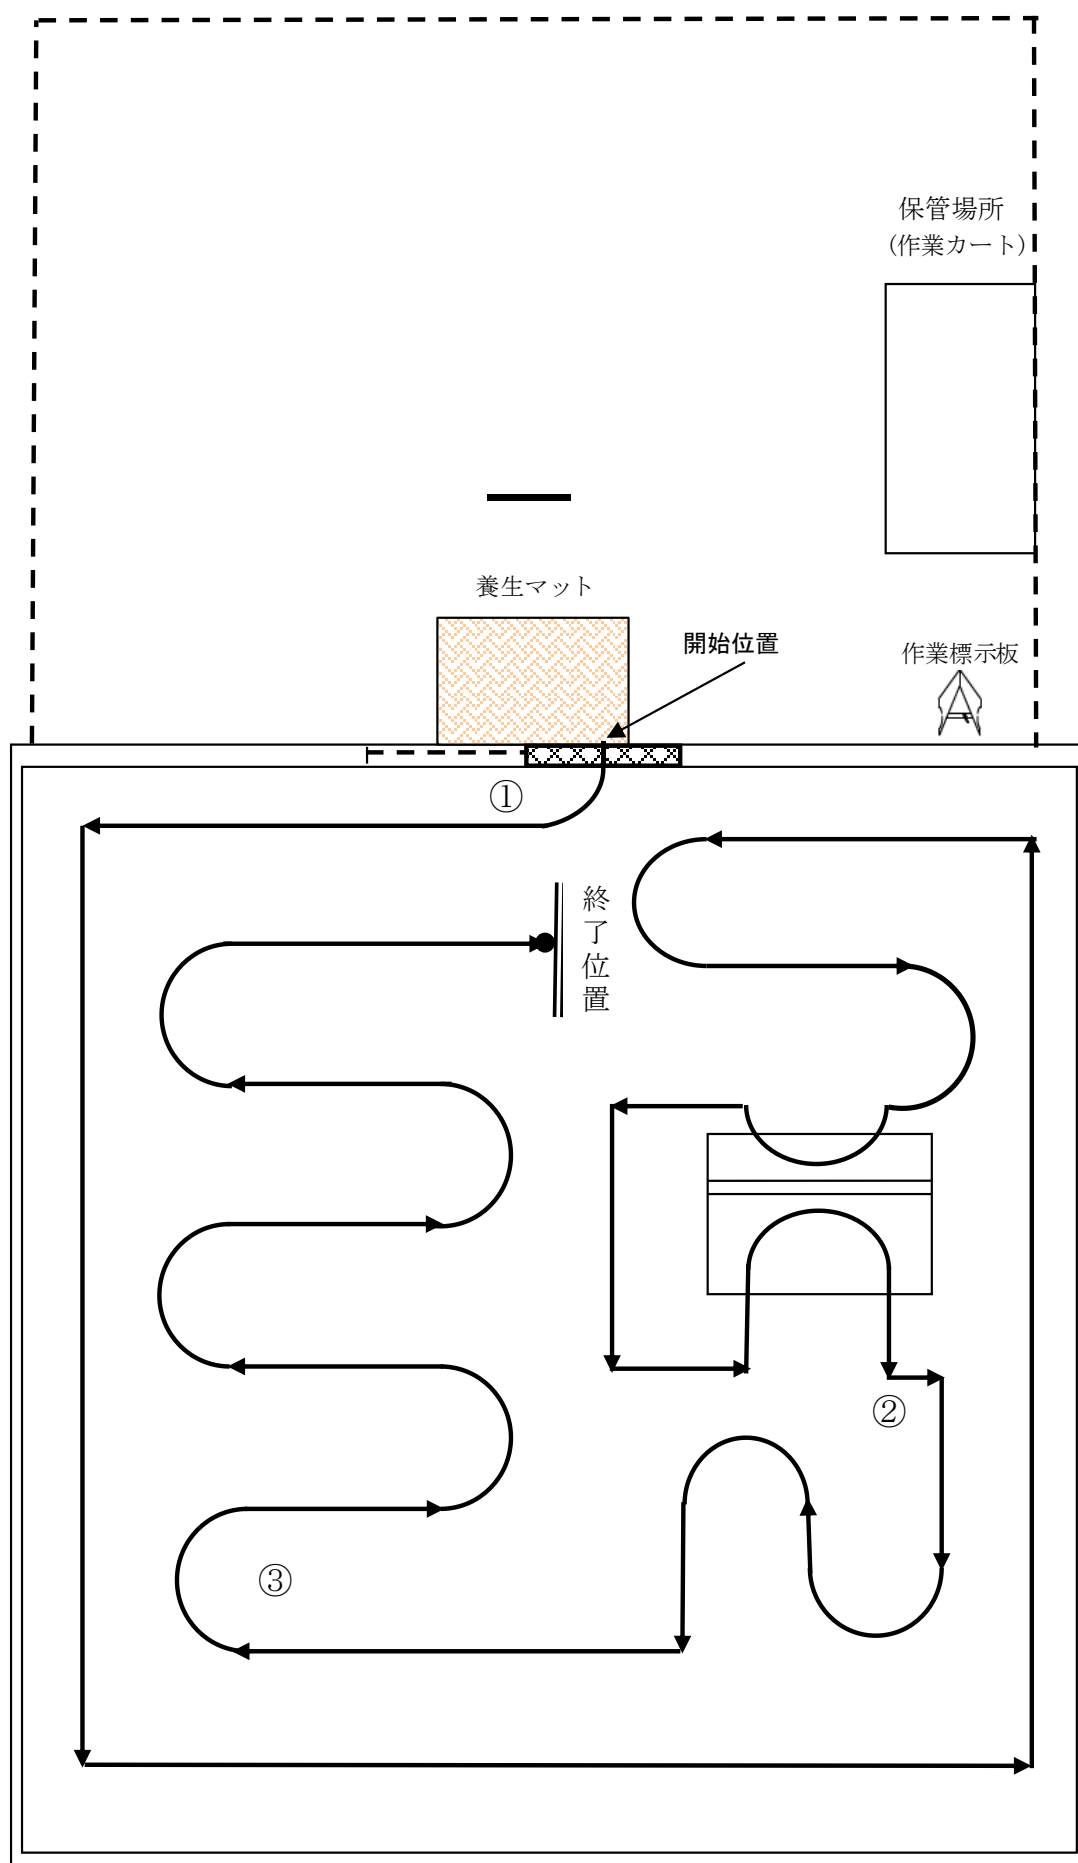 保管場所
(作業カート)
養生マット
開始位置
作業標示板
①
終了位置
②
③